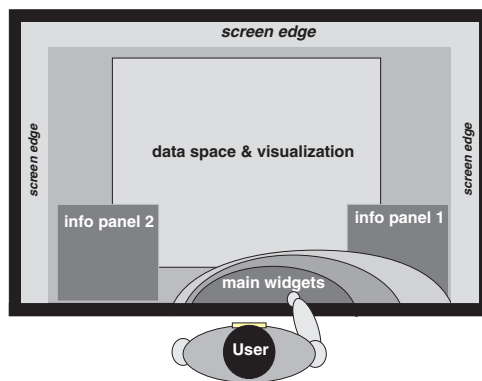 screen edge
screen edge
screen edge
data space & visualization
info panel 2
info panel 1
main widgets
User